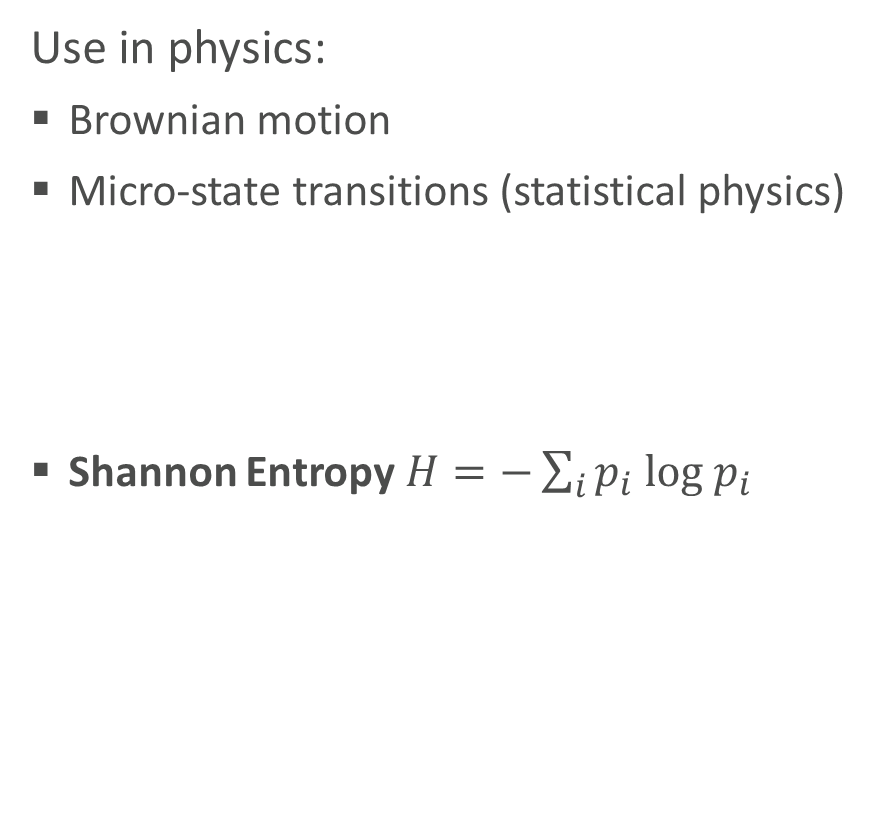 Use in physics:
▪ Brownian motion
▪ Micro-state transitions (statistical physics)
▪ Shannon Entropy H = − ∑ᵢ pᵢ log pᵢ